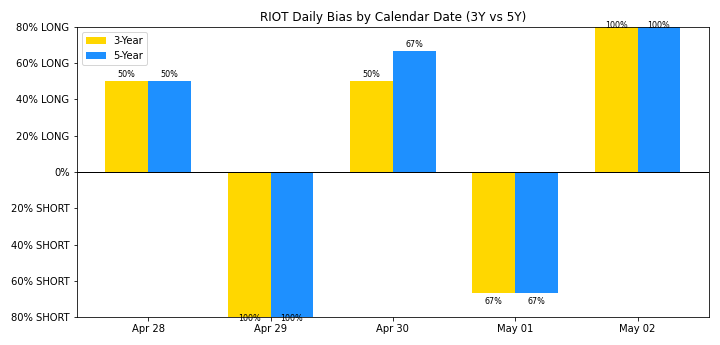 RIOT Daily Bias by Calendar Date (3Y vs 5Y)
80% LONG
60% LONG
40% LONG
20% LONG
0%
20% SHORT
40% SHORT
60% SHORT
80% SHORT
3-Year
5-Year
50% 50%
100% 100%
50% 67%
67% 67%
100% 100%
Apr 28 Apr 29 Apr 30 May 01 May 02